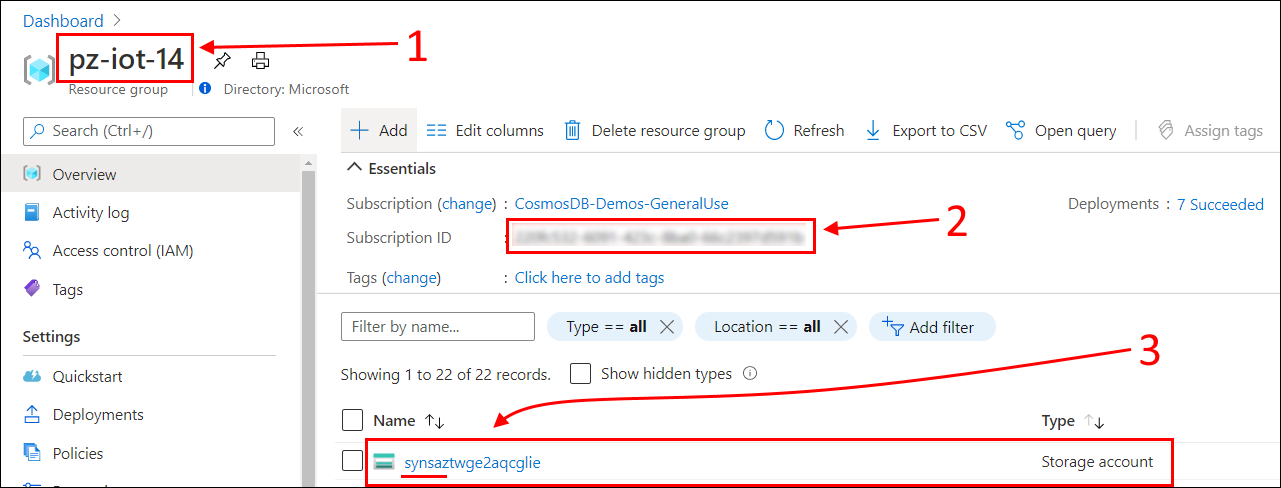 Dashboard >
pz-iot-14
1
Resource group
Directory: Microsoft
Search (Ctrl+/)
«
Add
Edit columns
Delete resource group
Refresh
Export to CSV
Open query
Assign tags
Overview
Activity log
Access control (IAM)
Tags
Settings
Quickstart
Deployments
Policies
Essentials
Subscription (change) : CosmosDB-Demos-GeneralUse
Deployments : 7 Succeeded
Subscription ID :
2
Tags (change) : Click here to add tags
Filter by name...
Type == all
Location == all
Add filter
Showing 1 to 22 of 22 records.
Show hidden types
3
Name ↑↓
Type ↑↓
synsaztwge2aqcglie
Storage account